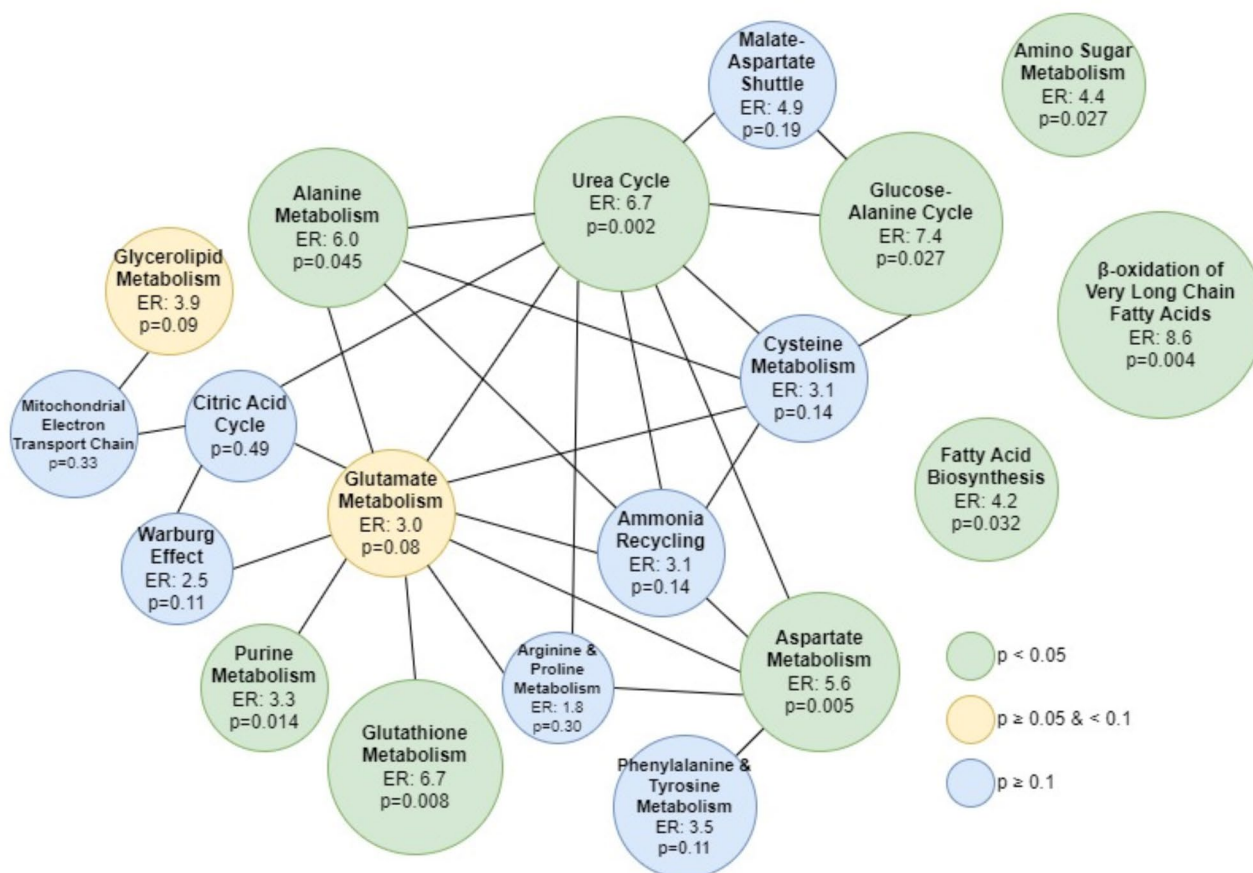 Malate-
Aspartate
Shuttle
ER: 4.9
p=0.19
Amino Sugar
Metabolism
ER: 4.4
p=0.027
Urea Cycle
ER: 6.7
p=0.002
Alanine
Metabolism
ER: 6.0
p=0.045
Glucose-
Alanine Cycle
ER: 7.4
p=0.027
Glycerolipid
Metabolism
ER: 3.9
p=0.09
β-oxidation of
Very Long Chain
Fatty Acids
ER: 8.6
p=0.004
Cysteine
Metabolism
ER: 3.1
p=0.14
Mitochondrial
Electron
Transport Chain
p=0.33
Citric Acid
Cycle
p=0.49
Glutamate
Metabolism
ER: 3.0
p=0.08
Fatty Acid
Biosynthesis
ER: 4.2
p=0.032
Warburg
Effect
ER: 2.5
p=0.11
Ammonia
Recycling
ER: 3.1
p=0.14
Purine
Metabolism
ER: 3.3
p=0.014
Arginine &
Proline
Metabolism
ER: 1.8
p=0.30
Aspartate
Metabolism
ER: 5.6
p=0.005
Glutathione
Metabolism
ER: 6.7
p=0.008
Phenylalanine &
Tyrosine
Metabolism
ER: 3.5
p=0.11
p < 0.05
p ≥ 0.05 & < 0.1
p ≥ 0.1